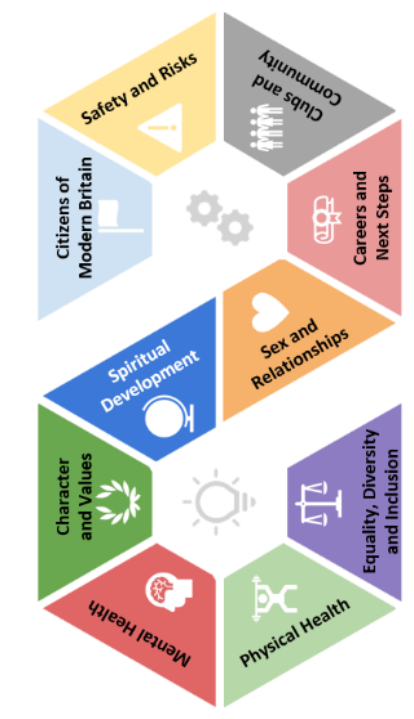 Safety and Risks
Clubs and
Community
Citizens of
Modern Britain
Careers and
Next Steps
Spiritual
Development
Sex and
Relationships
Character
and Values
Equality, Diversity
and Inclusion
Mental Health
Physical Health